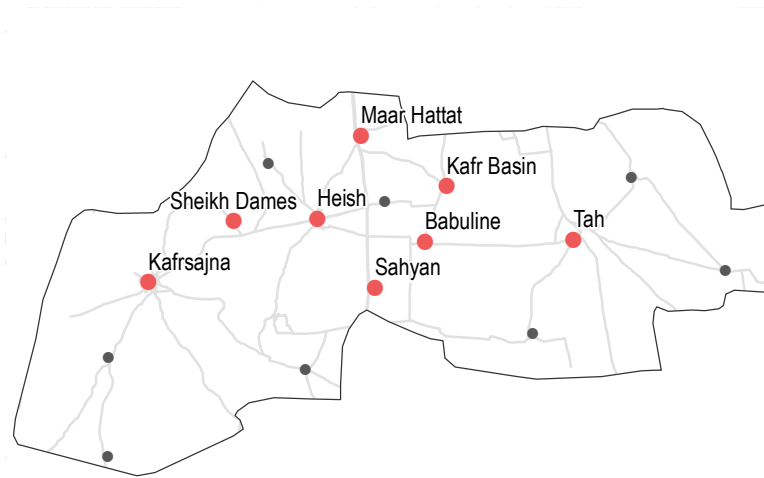 Maar Hattat
Kafr Basin
Sheikh Dames
Heish
Babuline
Tah
Kafrsajna
Sahyan